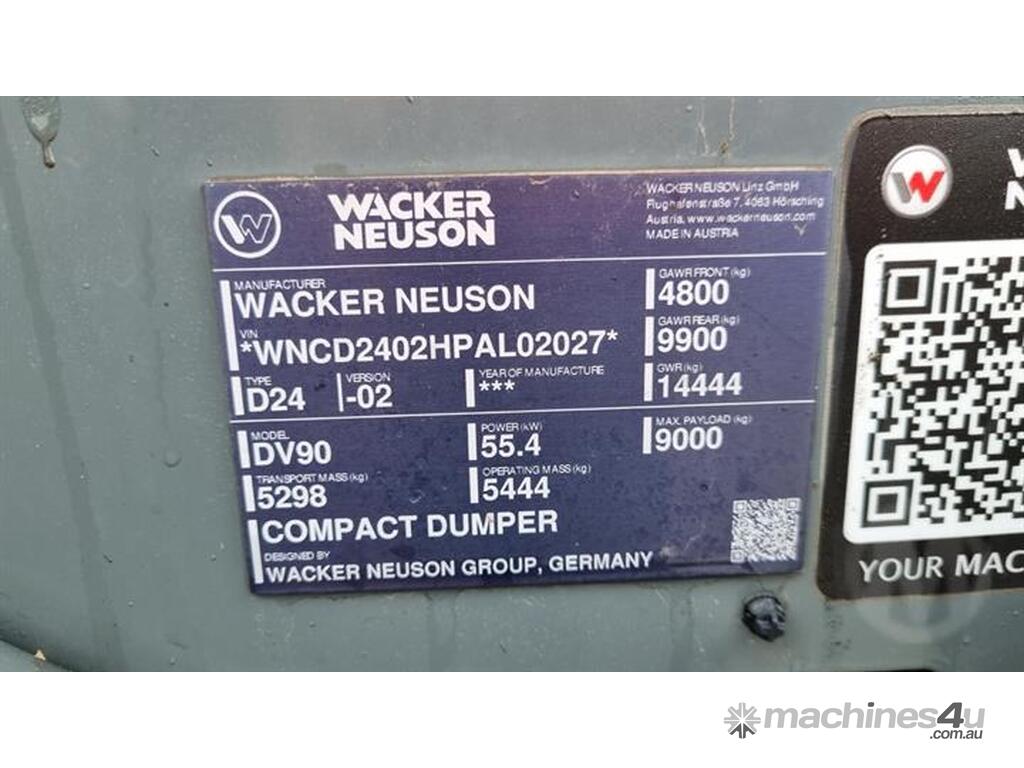 WACKER
NEUSON
WACKER NEUSON Linz GmbH
Flughafenstraße 7, 4063 Hörsching
Austria, www.wackerneuson.com
MADE IN AUSTRIA
MANUFACTURER
WACKER NEUSON
GAWR FRONT (kg)
4800
VIN
*WNCD2402HPAL02027*
GAWR REAR (kg)
9900
TYPE
D24
VERSION
-02
YEAR OF MANUFACTURE
***
GWR (kg)
14444
MODEL
DV90
POWER (kW)
55.4
MAX. PAYLOAD (kg)
9000
TRANSPORT MASS (kg)
5298
OPERATING MASS (kg)
5444
COMPACT DUMPER
DESIGNED BY
WACKER NEUSON GROUP, GERMANY
YOUR MAC
machines4u
.com.au